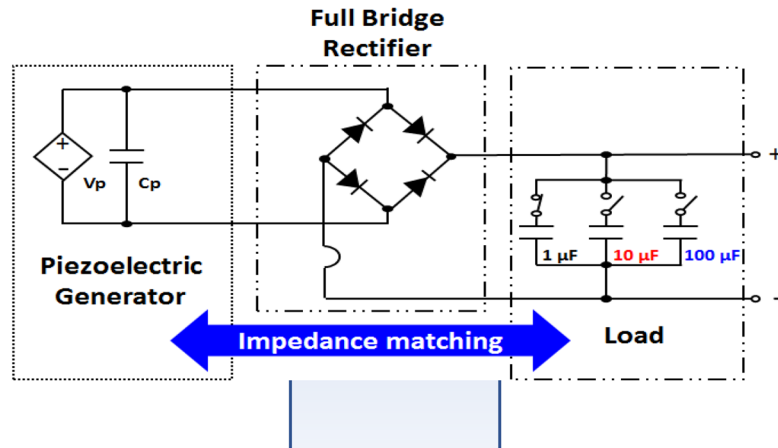 Full Bridge
Rectifier
+
−
Vp
Cp
+
1 µF
10 µF
100 µF
−
Piezoelectric
Generator
Impedance matching
Load